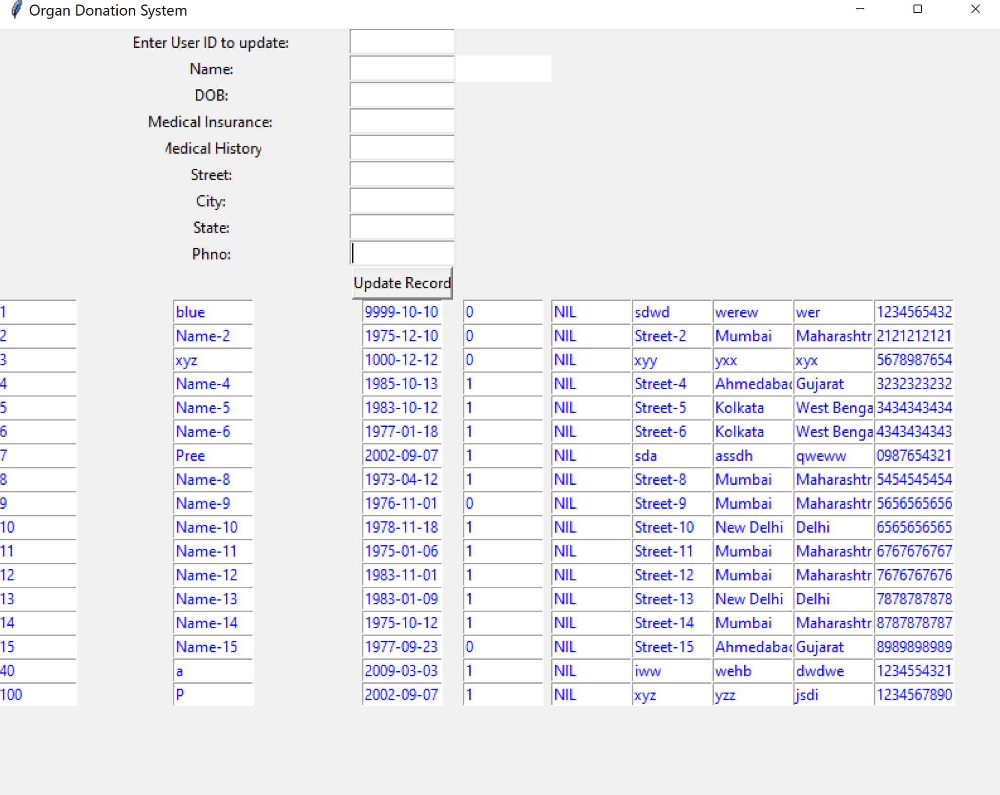 Organ Donation System
Enter User ID to update:
Name:
DOB:
Medical Insurance:
Medical History
Street:
City:
State:
Phno:
Update Record
1 blue 9999-10-10 0 NIL sdwd werew wer 1234565432
2 Name-2 1975-12-10 0 NIL Street-2 Mumbai Maharashtr 2121212121
3 xyz 1000-12-12 0 NIL xyy yxx xyx 5678987654
4 Name-4 1985-10-13 1 NIL Street-4 Ahmedabad Gujarat 3232323232
5 Name-5 1983-10-12 1 NIL Street-5 Kolkata West Benga 3434343434
6 Name-6 1977-01-18 1 NIL Street-6 Kolkata West Benga 4343434343
7 Pree 2002-09-07 1 NIL sda assdh qweww 0987654321
8 Name-8 1973-04-12 1 NIL Street-8 Mumbai Maharashtr 5454545454
9 Name-9 1976-11-01 0 NIL Street-9 Mumbai Maharashtr 5656565656
10 Name-10 1978-11-18 1 NIL Street-10 New Delhi Delhi 6565656565
11 Name-11 1975-01-06 1 NIL Street-11 Mumbai Maharashtr 6767676767
12 Name-12 1983-11-01 1 NIL Street-12 Mumbai Maharashtr 7676767676
13 Name-13 1983-01-09 1 NIL Street-13 New Delhi Delhi 7878787878
14 Name-14 1975-10-12 1 NIL Street-14 Mumbai Maharashtr 8787878787
15 Name-15 1977-09-23 0 NIL Street-15 Ahmedabad Gujarat 8989898989
40 a 2009-03-03 1 NIL iww wehb dwdwe 1234554321
100 P 2002-09-07 1 NIL xyz yzz jsdi 1234567890